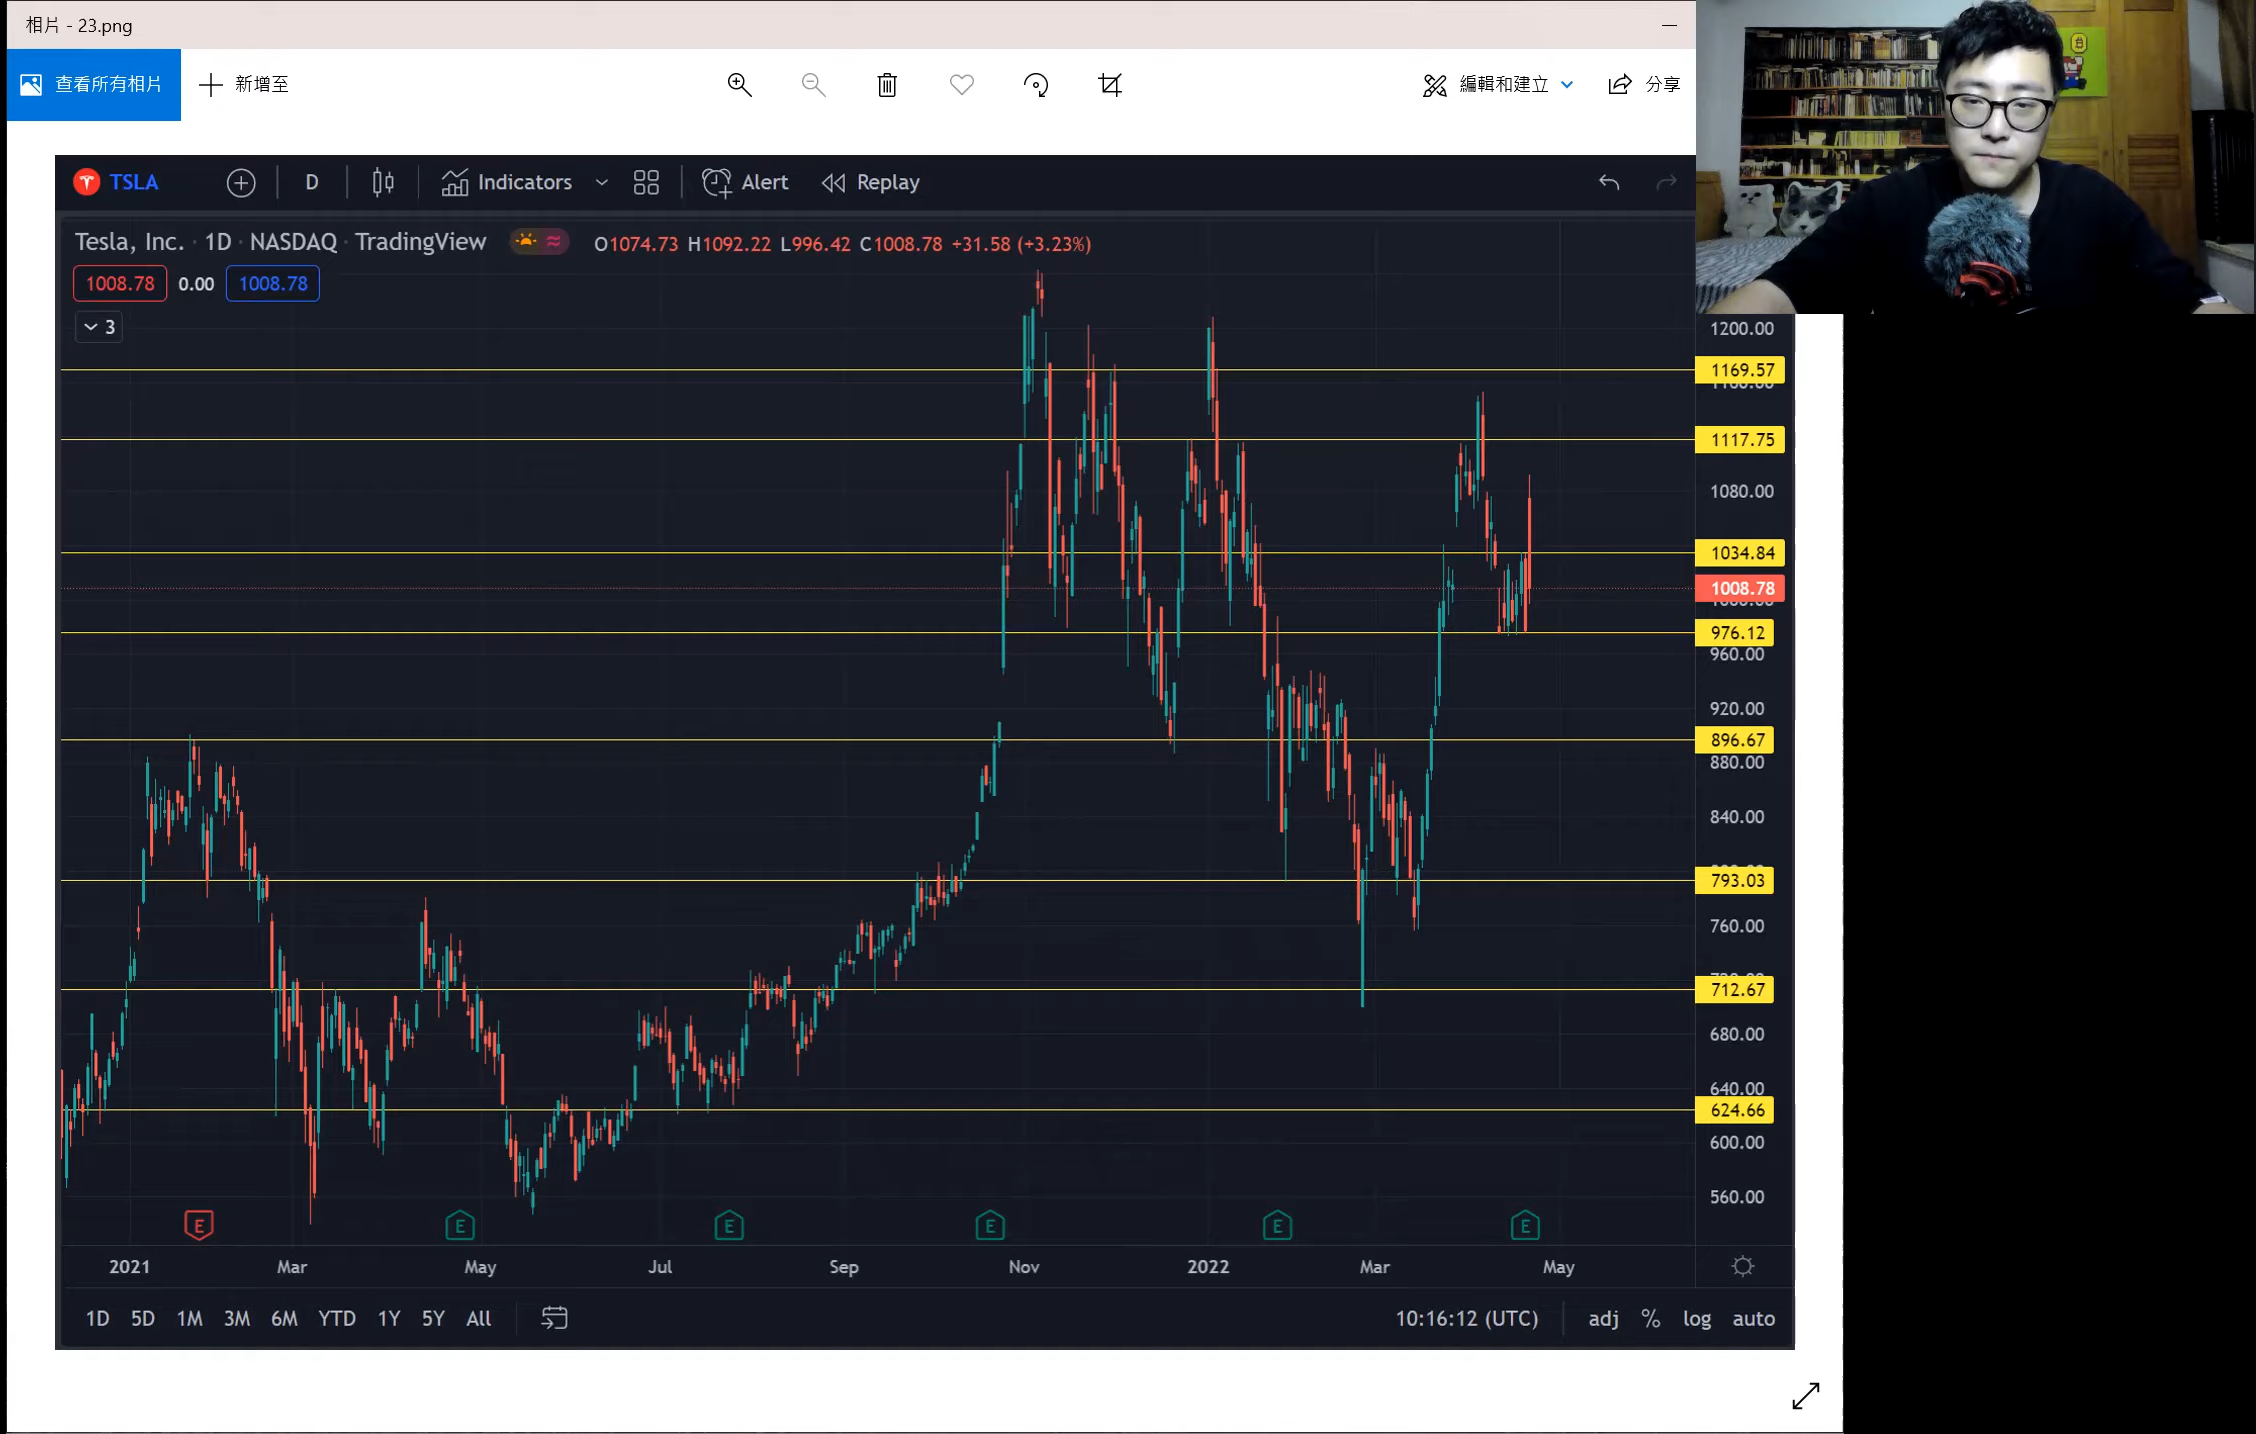 相片 - 23.png
查看所有相片
新增至
編輯和建立
分享
TSLA
D
Indicators
Alert
Replay
Tesla, Inc. · 1D · NASDAQ · TradingView
O1074.73 H1092.22 L996.42 C1008.78 +31.58 (+3.23%)
1008.78 0.00 1008.78
3
1200.00
1169.57
1117.75
1080.00
1034.84
1008.78
976.12
960.00
920.00
896.67
880.00
840.00
793.03
760.00
712.67
680.00
640.00
624.66
600.00
560.00
E E E E E E
2021 Mar May Jul Sep Nov 2022 Mar May
1D 5D 1M 3M 6M YTD 1Y 5Y All
10:16:12 (UTC) adj % log auto